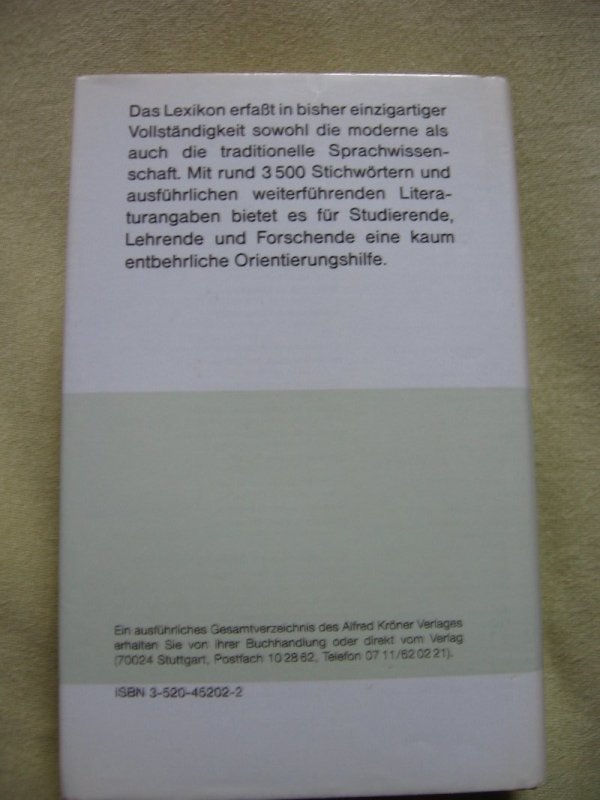 Das Lexikon erfaßt in bisher einzigartiger
Vollständigkeit sowohl die moderne als
auch die traditionelle Sprachwissen-
schaft. Mit rund 3500 Stichwörtern und
ausführlichen weiterführenden Litera-
turangaben bietet es für Studierende,
Lehrende und Forschende eine kaum
entbehrliche Orientierungshilfe.
Ein ausführliches Gesamtverzeichnis des Alfred Kröner Verlages
erhalten Sie von Ihrer Buchhandlung oder direkt vom Verlag
(70024 Stuttgart, Postfach 10 28 62, Telefon 07 11/62 02 21).
ISBN 3-520-45202-2